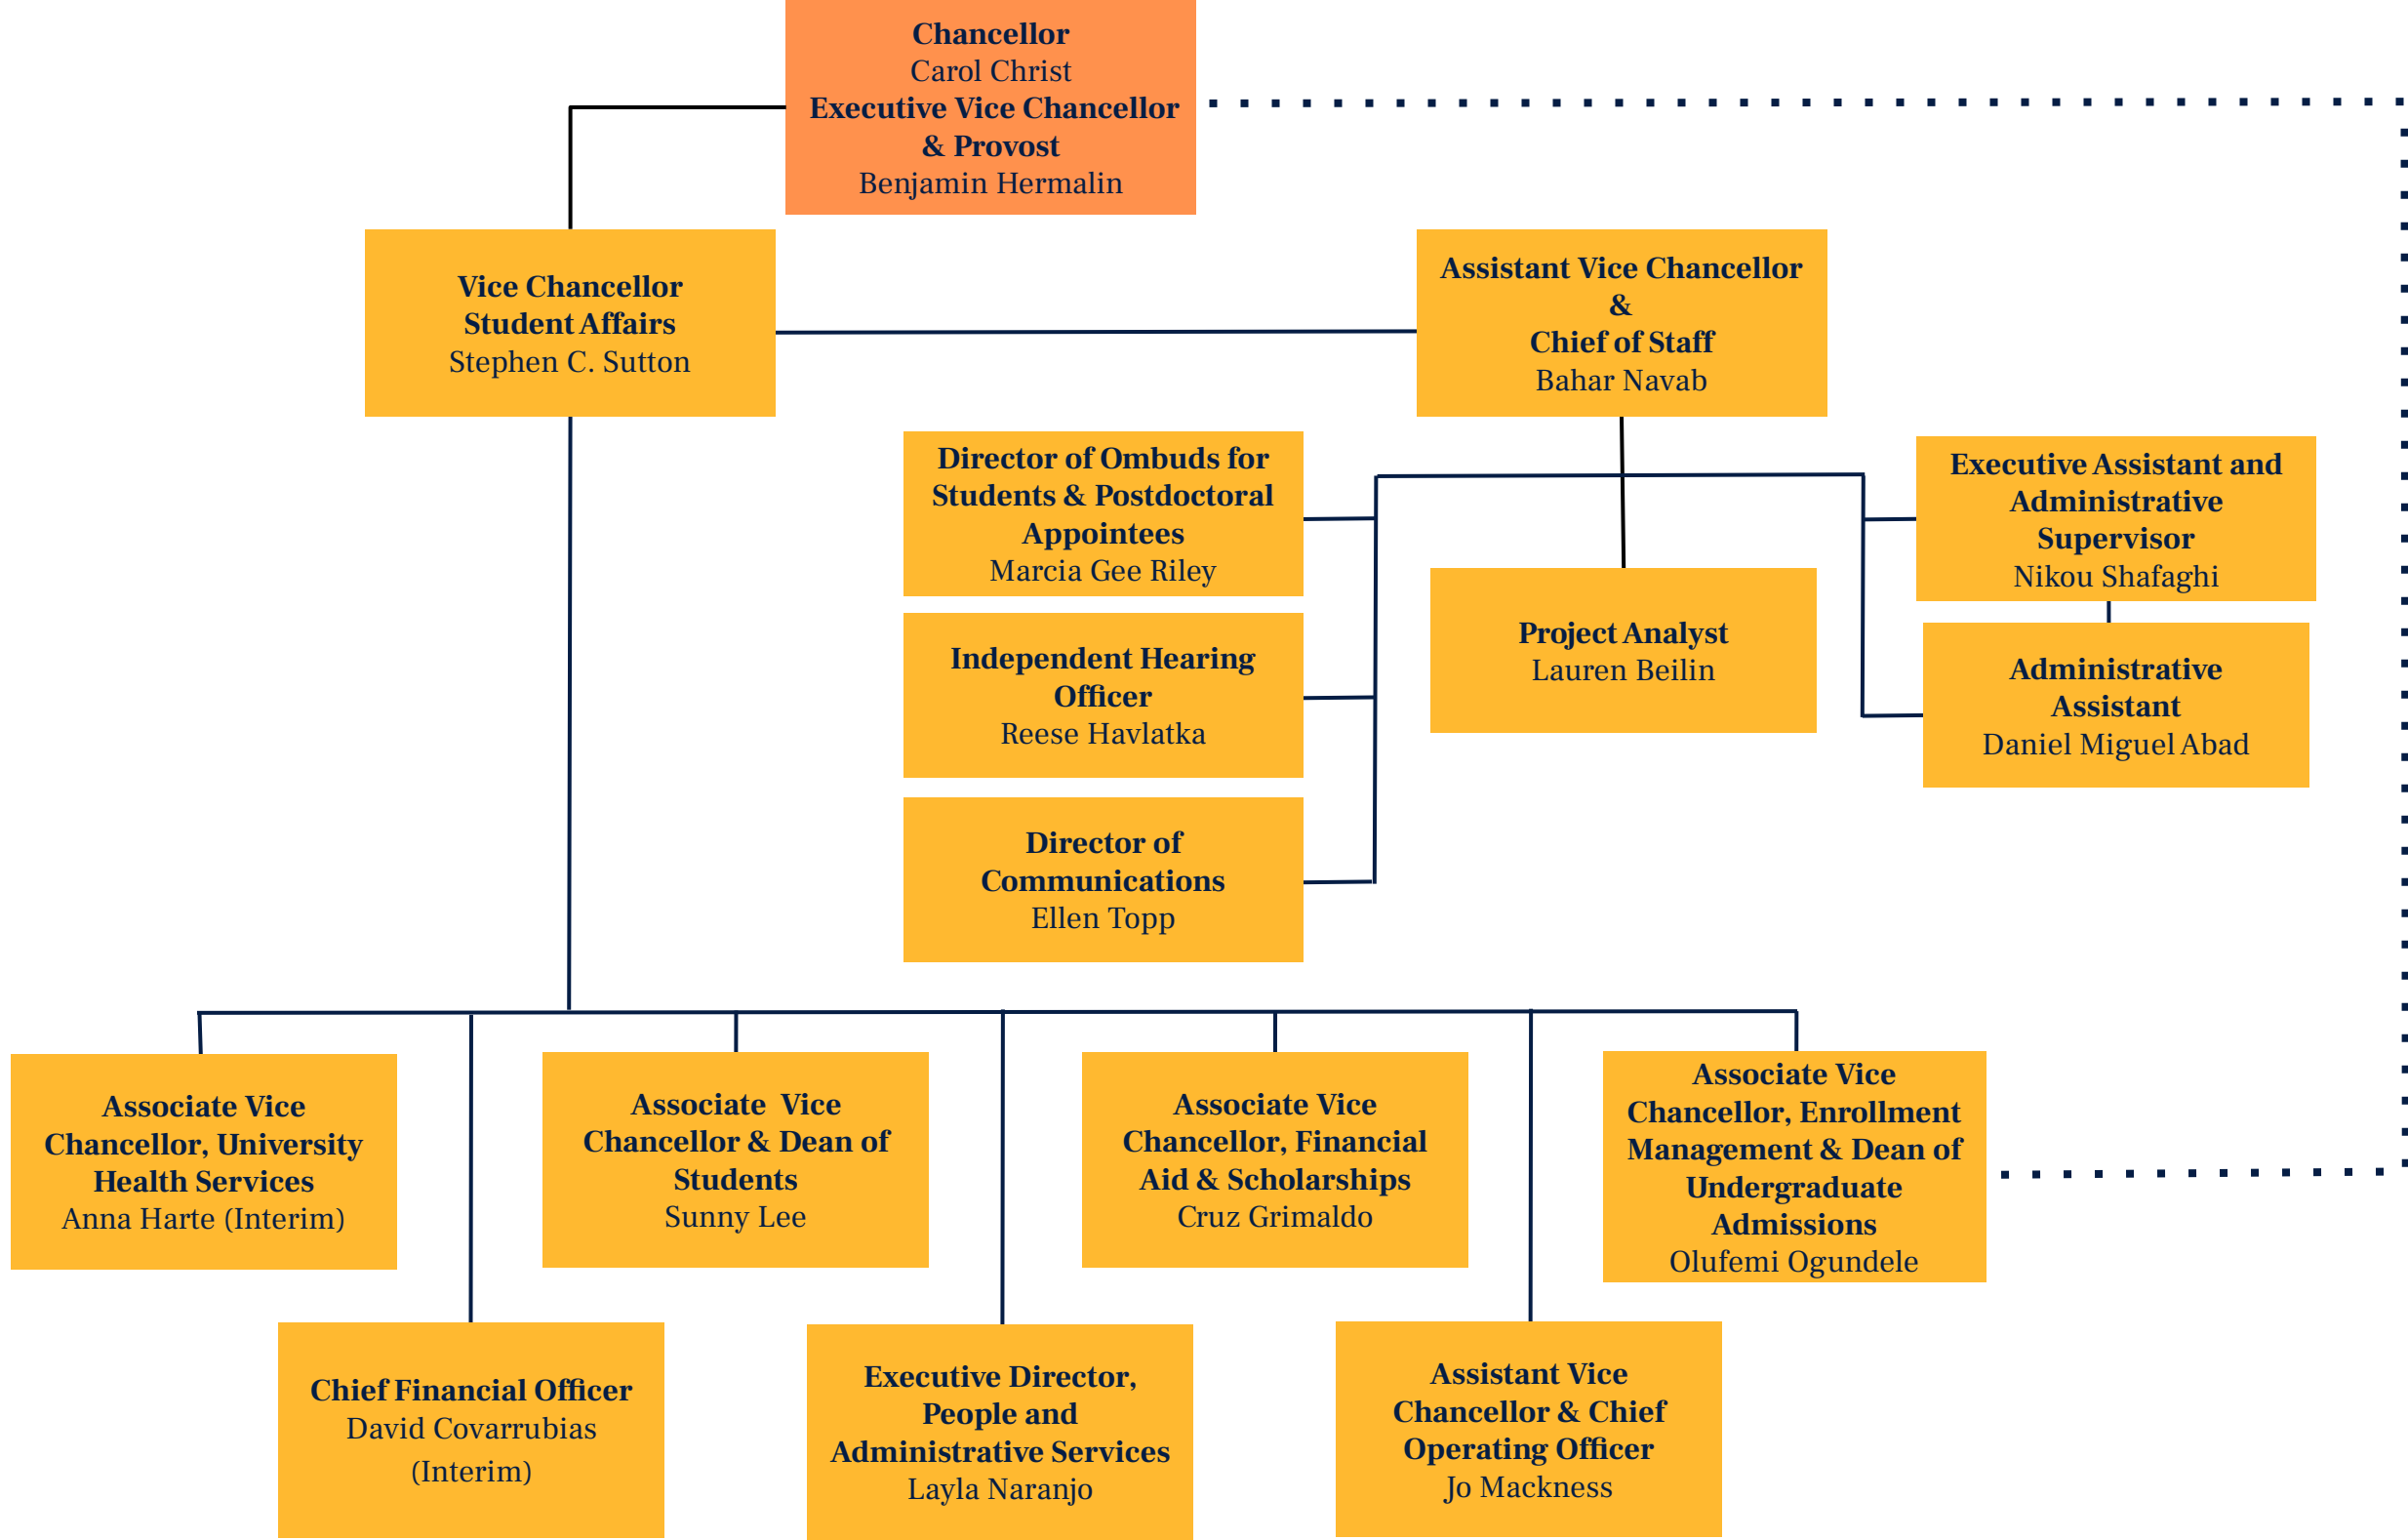 Chancellor
Carol Christ
Executive Vice Chancellor
& Provost
Benjamin Hermalin
Vice Chancellor
Student Affairs
Stephen C. Sutton
Assistant Vice Chancellor
&
Chief of Staff
Bahar Navab
Director of Ombuds for
Students & Postdoctoral
Appointees
Marcia Gee Riley
Executive Assistant and
Administrative
Supervisor
Nikou Shafaghi
Independent Hearing
Officer
Reese Havlatka
Project Analyst
Lauren Beilin
Administrative
Assistant
Daniel Miguel Abad
Director of
Communications
Ellen Topp
Associate Vice
Chancellor, University
Health Services
Anna Harte (Interim)
Associate  Vice
Chancellor & Dean of
Students
Sunny Lee
Associate Vice
Chancellor, Financial
Aid & Scholarships
Cruz Grimaldo
Associate Vice
Chancellor, Enrollment
Management & Dean of
Undergraduate
Admissions
Olufemi Ogundele
Chief Financial Officer
David Covarrubias
(Interim)
Executive Director,
People and
Administrative Services
Layla Naranjo
Assistant Vice
Chancellor & Chief
Operating Officer
Jo Mackness